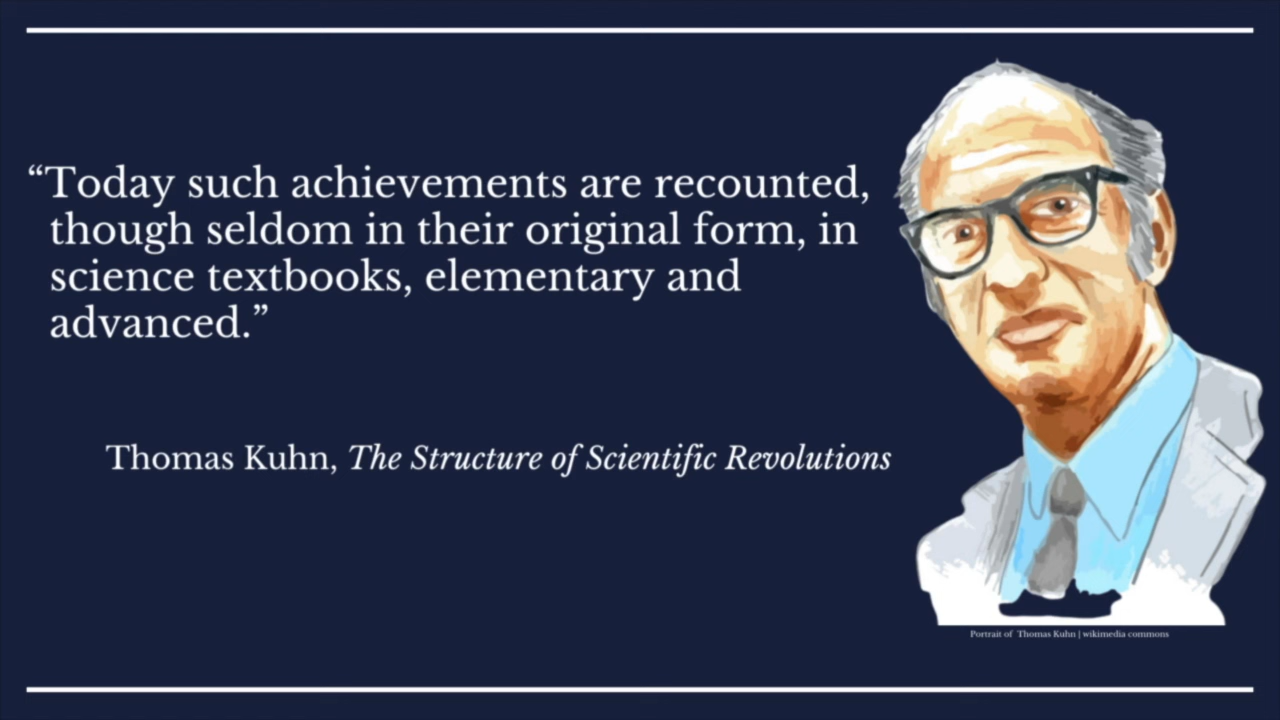 “Today such achievements are recounted,
though seldom in their original form, in
science textbooks, elementary and
advanced.”
Thomas Kuhn, The Structure of Scientific Revolutions
Portrait of Thomas Kuhn | wikimedia commons